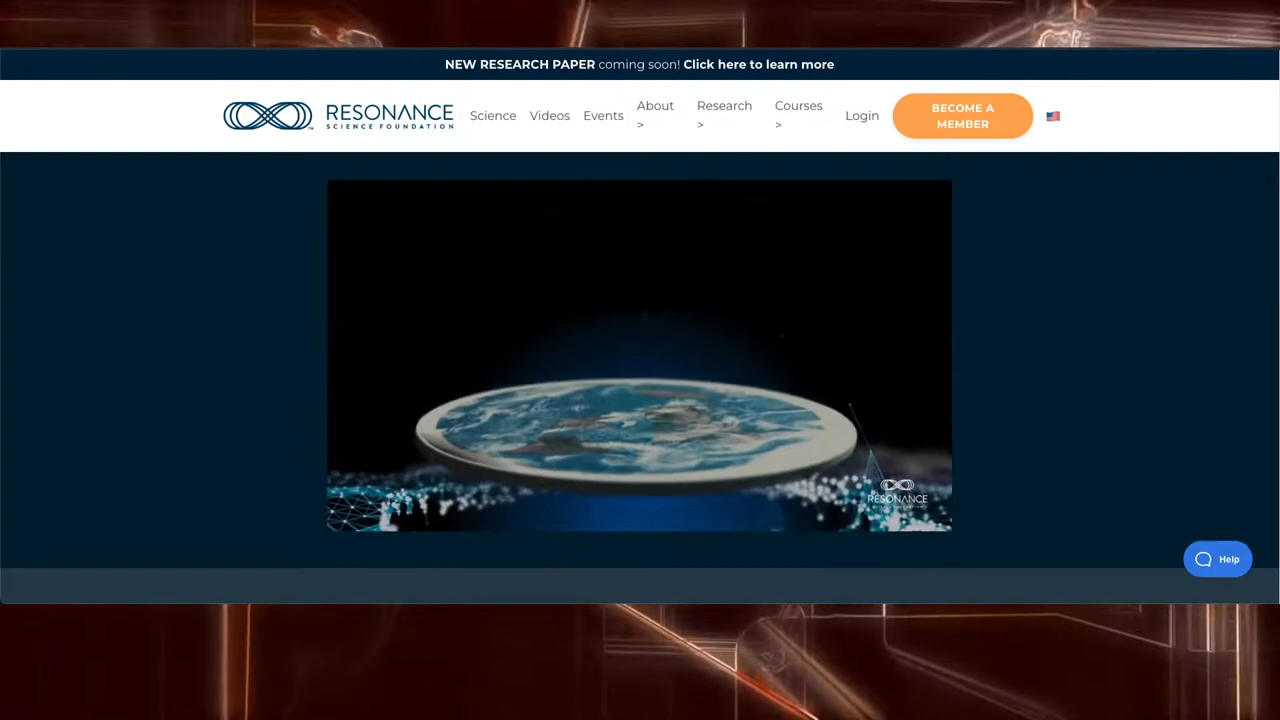 NEW RESEARCH PAPER coming soon! Click here to learn more
RESONANCE
SCIENCE FOUNDATION
TM
Science
Videos
Events
About
>
Research
>
Courses
>
Login
BECOME A
MEMBER
RESONANCE
Help